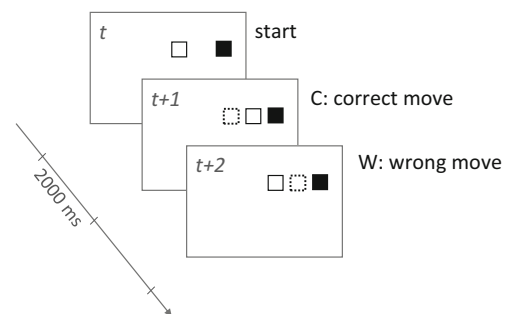 t
start
t+1
C: correct move
t+2
W: wrong move
2000 ms